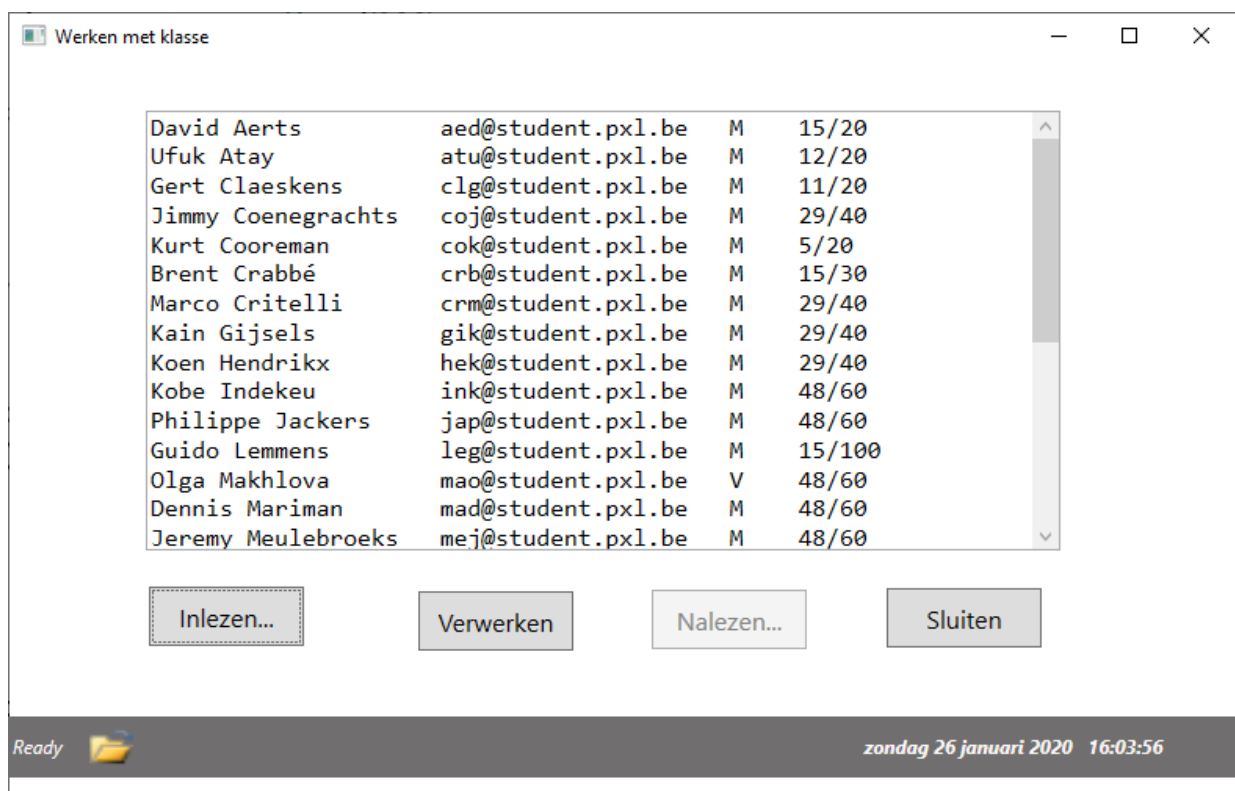 Werken met klasse
David Aerts aed@student.pxl.be M 15/20
Ufuk Atay atu@student.pxl.be M 12/20
Gert Claeskens clg@student.pxl.be M 11/20
Jimmy Coenegrachts coj@student.pxl.be M 29/40
Kurt Cooreman cok@student.pxl.be M 5/20
Brent Crabbé crb@student.pxl.be M 15/30
Marco Critelli crm@student.pxl.be M 29/40
Kain Gijsels gik@student.pxl.be M 29/40
Koen Hendrikx hek@student.pxl.be M 29/40
Kobe Indekeu ink@student.pxl.be M 48/60
Philippe Jackers jap@student.pxl.be M 48/60
Guido Lemmens leg@student.pxl.be M 15/100
Olga Makhlova mao@student.pxl.be V 48/60
Dennis Mariman mad@student.pxl.be M 48/60
Jeremy Meulebroeks mej@student.pxl.be M 48/60
Inlezen... Verwerken Nalezen... Sluiten
Ready zondag 26 januari 2020 16:03:56